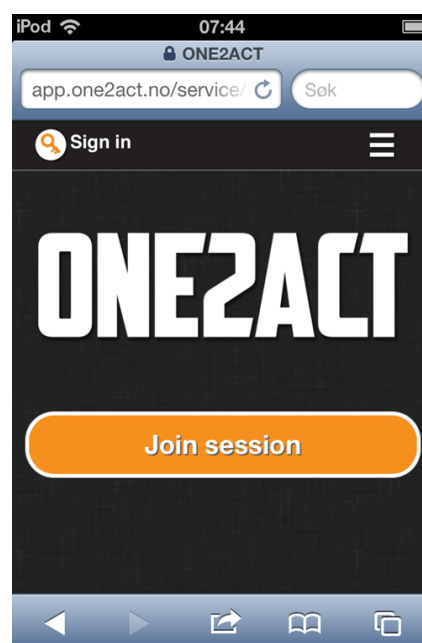 iPod 07:44
ONE2ACT
app.one2act.no/service/ Søk
Sign in
ONE2ACT
Join session